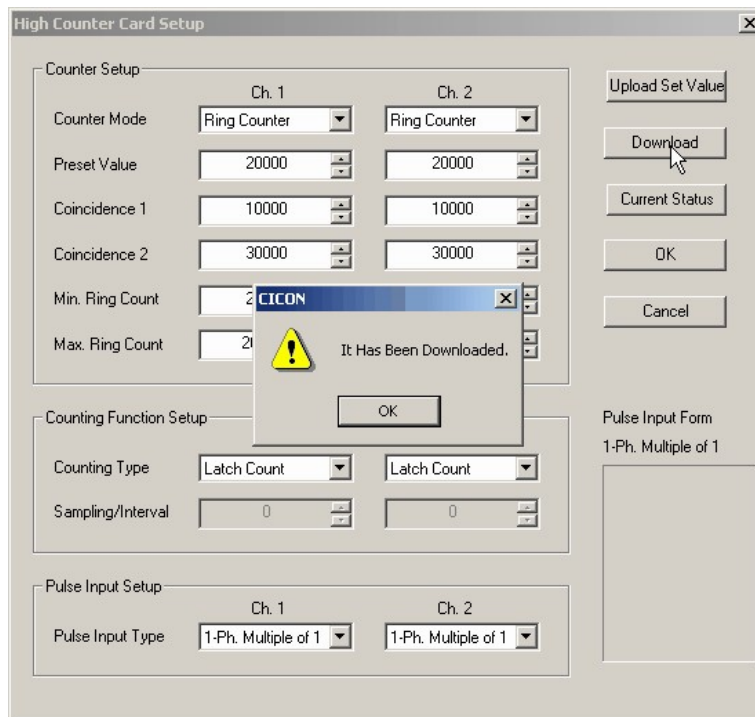 High Counter Card Setup
Counter Setup
Ch. 1 Ch. 2
Counter Mode Ring Counter Ring Counter
Preset Value 20000 20000
Coincidence 1 10000 10000
Coincidence 2 30000 30000
Min. Ring Count
Max. Ring Count
CICON
It Has Been Downloaded.
OK
Counting Function Setup
Counting Type Latch Count Latch Count
Sampling/Interval 0 0
Pulse Input Setup
Ch. 1 Ch. 2
Pulse Input Type 1-Ph. Multiple of 1 1-Ph. Multiple of 1
Upload Set Value
Download
Current Status
OK
Cancel
Pulse Input Form
1-Ph. Multiple of 1